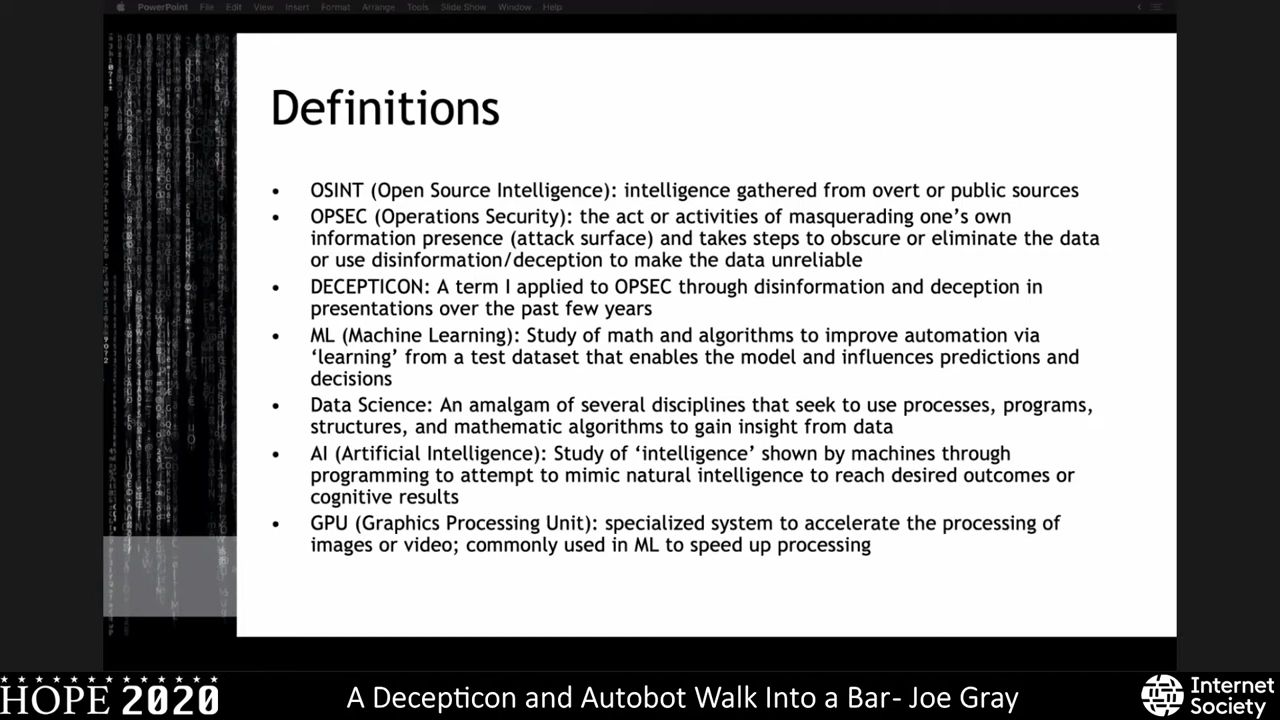 PowerPoint File Edit View Insert Format Arrange Tools Slide Show Window Help
Definitions
• OSINT (Open Source Intelligence): intelligence gathered from overt or public sources
• OPSEC (Operations Security): the act or activities of masquerading one’s own
information presence (attack surface) and takes steps to obscure or eliminate the data
or use disinformation/deception to make the data unreliable
• DECEPTICON: A term I applied to OPSEC through disinformation and deception in
presentations over the past few years
• ML (Machine Learning): Study of math and algorithms to improve automation via
‘learning’ from a test dataset that enables the model and influences predictions and
decisions
• Data Science: An amalgam of several disciplines that seek to use processes, programs,
structures, and mathematic algorithms to gain insight from data
• AI (Artificial Intelligence): Study of ‘intelligence’ shown by machines through
programming to attempt to mimic natural intelligence to reach desired outcomes or
cognitive results
• GPU (Graphics Processing Unit): specialized system to accelerate the processing of
images or video; commonly used in ML to speed up processing
HOPE 2020
A Decepticon and Autobot Walk Into a Bar- Joe Gray
Internet
Society